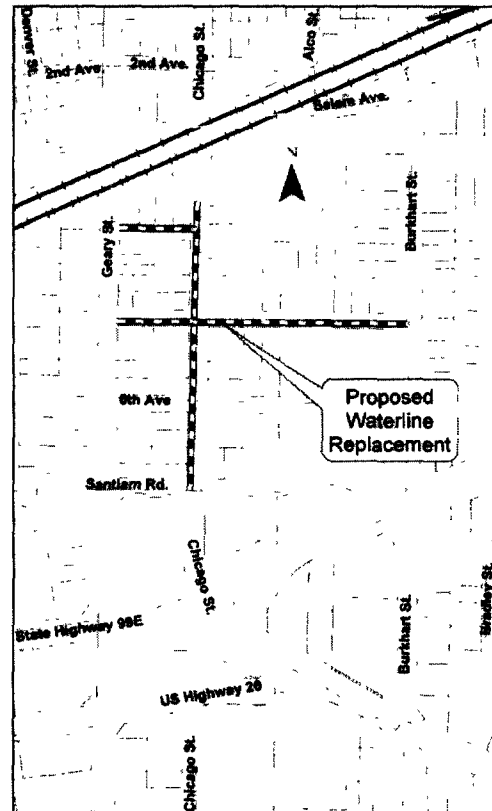 Denver St.
2nd Ave.
2nd Ave.
Chicago St.
Alco St.
Salem Ave.
Z
Burkhart St.
Geary St.
Proposed
Waterline
Replacement
9th Ave
Santiam Rd.
Chicago St.
State Highway 99E
Burkhart St.
Bradley St.
US Highway 20
Chicago St.